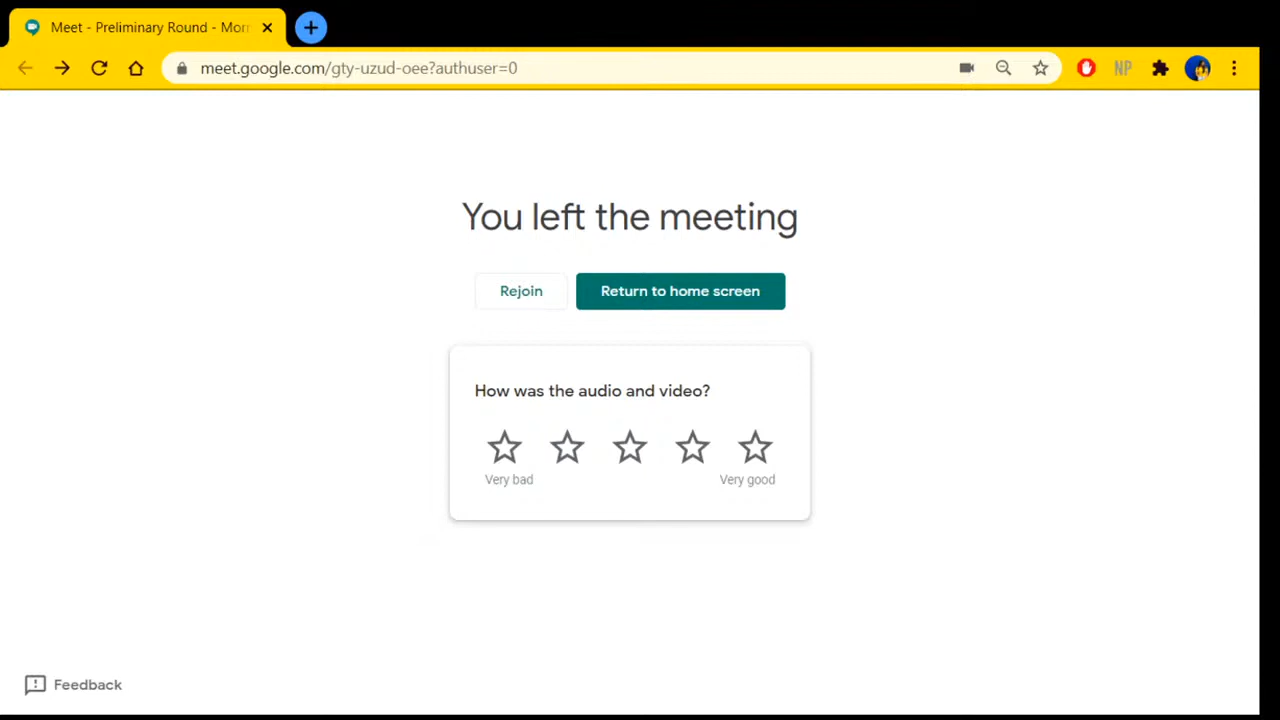 Meet - Preliminary Round - Morn
meet.google.com/gty-uzud-oee?authuser=0
NP
You left the meeting
Rejoin
Return to home screen
How was the audio and video?
Very bad
Very good
Feedback